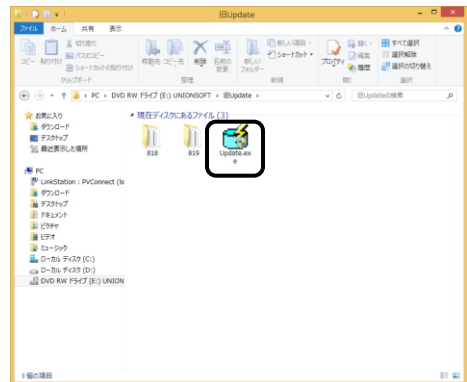 旧Update
ファイル ホーム 共有 表示
コピー 貼り付け 切り取り パスのコピー ショートカットの貼り付け
移動先 コピー先 削除 名前の変更
新しいフォルダー 新しい項目 ショートカット
プロパティ 開く 編集 履歴
すべて選択 選択解除 選択の切り替え
クリップボード 整理 新規 開く 選択
PC ▸ DVD RW ドライブ (E:) UNIONSOFT ▸ 旧Update ▸
旧Updateの検索
お気に入り
ダウンロード
デスクトップ
最近表示した場所
PC
LinkStation : PVConnect (ls
ダウンロード
デスクトップ
ドキュメント
ピクチャ
ビデオ
ミュージック
ローカル ディスク (C:)
ローカル ディスク (D:)
DVD RW ドライブ (E:) UNION
現在ディスクにあるファイル (3)
818
819
Update.ex
e
3 個の項目